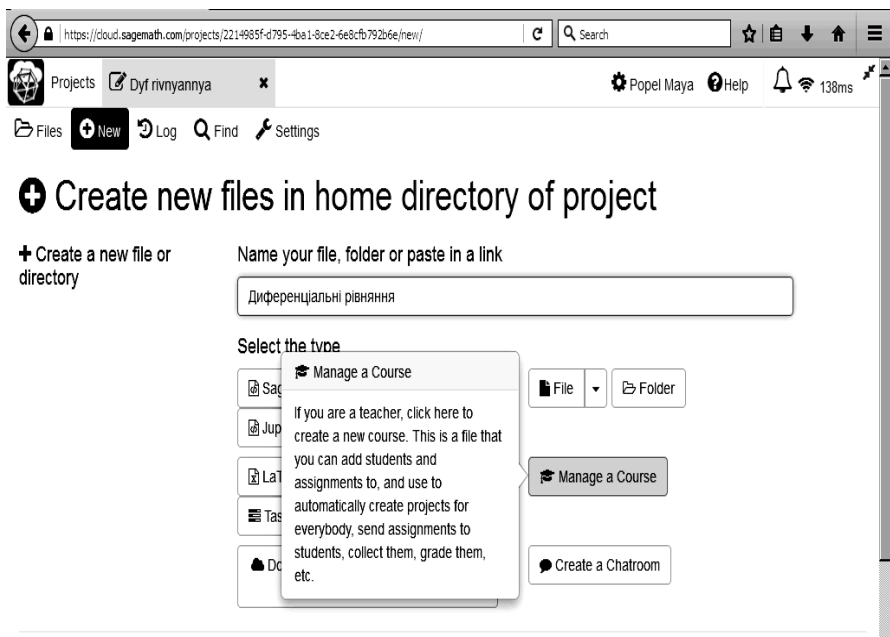 https://cloud.sagemath.com/projects/2214985f-d795-4ba1-8ce2-6e8cfb792b6e/new/ Search
Projects Dyf rivnyannya Popel Maya Help 138ms
Files New Log Find Settings
Create new files in home directory of project
Create a new file or
directory
Name your file, folder or paste in a link
Диференціальні рівняння
Select the type
Manage a Course
If you are a teacher, click here to
create a new course. This is a file that
you can add students and
assignments to, and use to
automatically create projects for
everybody, send assignments to
students, collect them, grade them,
etc.
Sag
Jup
LaT
Tas
Do
File Folder
Manage a Course
Create a Chatroom